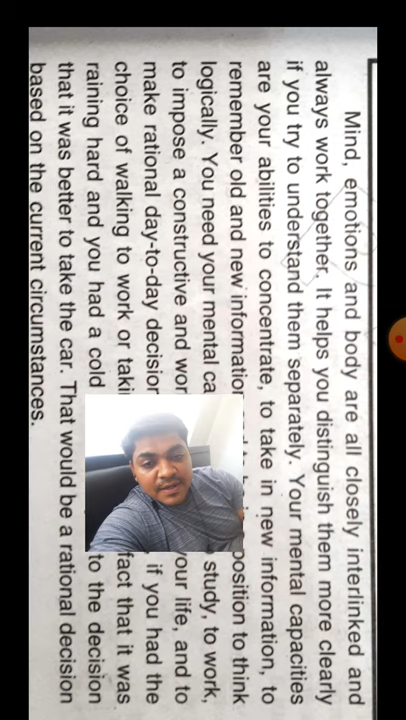 Mind, emotions and body are all closely interlinked and
always work together. It helps you distinguish them more clearly
if you try to understand them separately. Your mental capacities
are your abilities to concentrate, to take in new information, to
remember old and new information position to think
logically. You need your mental ca study, to work,
to impose a constructive and wor your life, and to
make rational day-to-day decision if you had the
choice of walking to work or taki fact that it was
raining hard and you had a cold to the decision
that it was better to take the car. That would be a rational decision
based on the current circumstances.